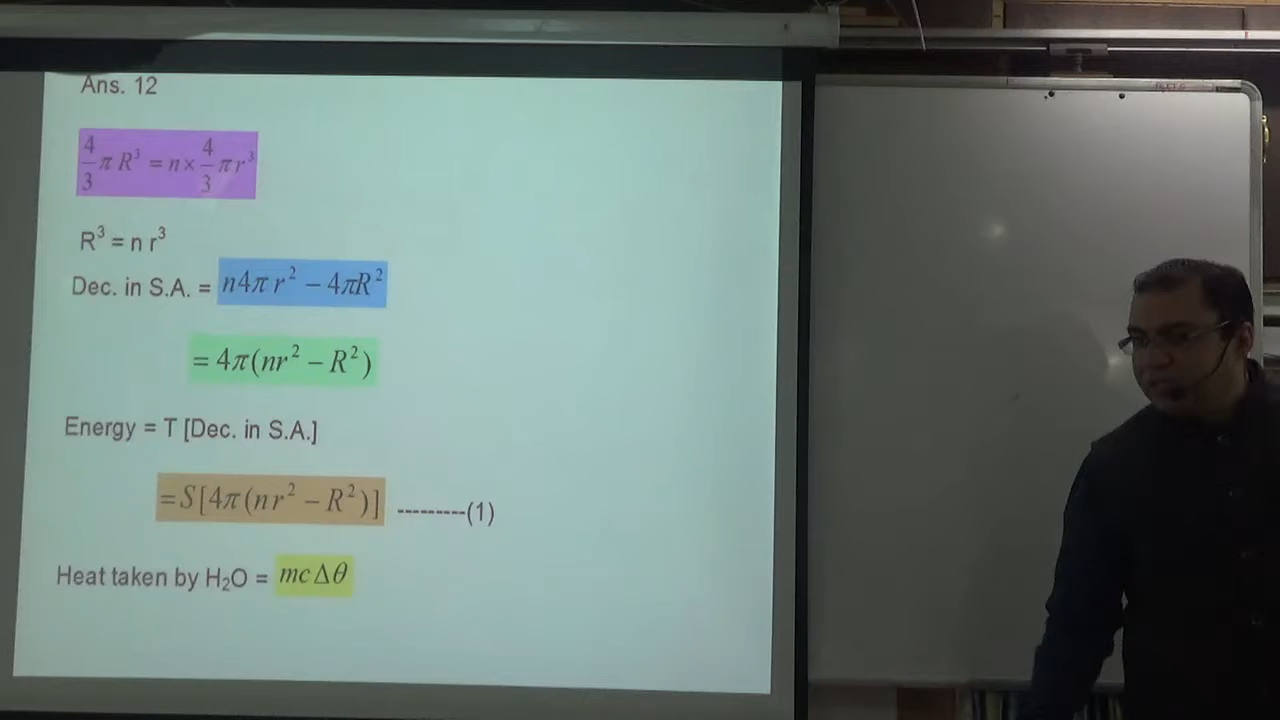 Ans. 12
4/3 π R³ = n × 4/3 π r³
R³ = n r³
Dec. in S.A. = n4π r² − 4πR²
= 4π(nr² − R²)
Energy = T [Dec. in S.A.]
= S[4π(nr² − R²)] ---------(1)
Heat taken by H₂O = mcΔθ